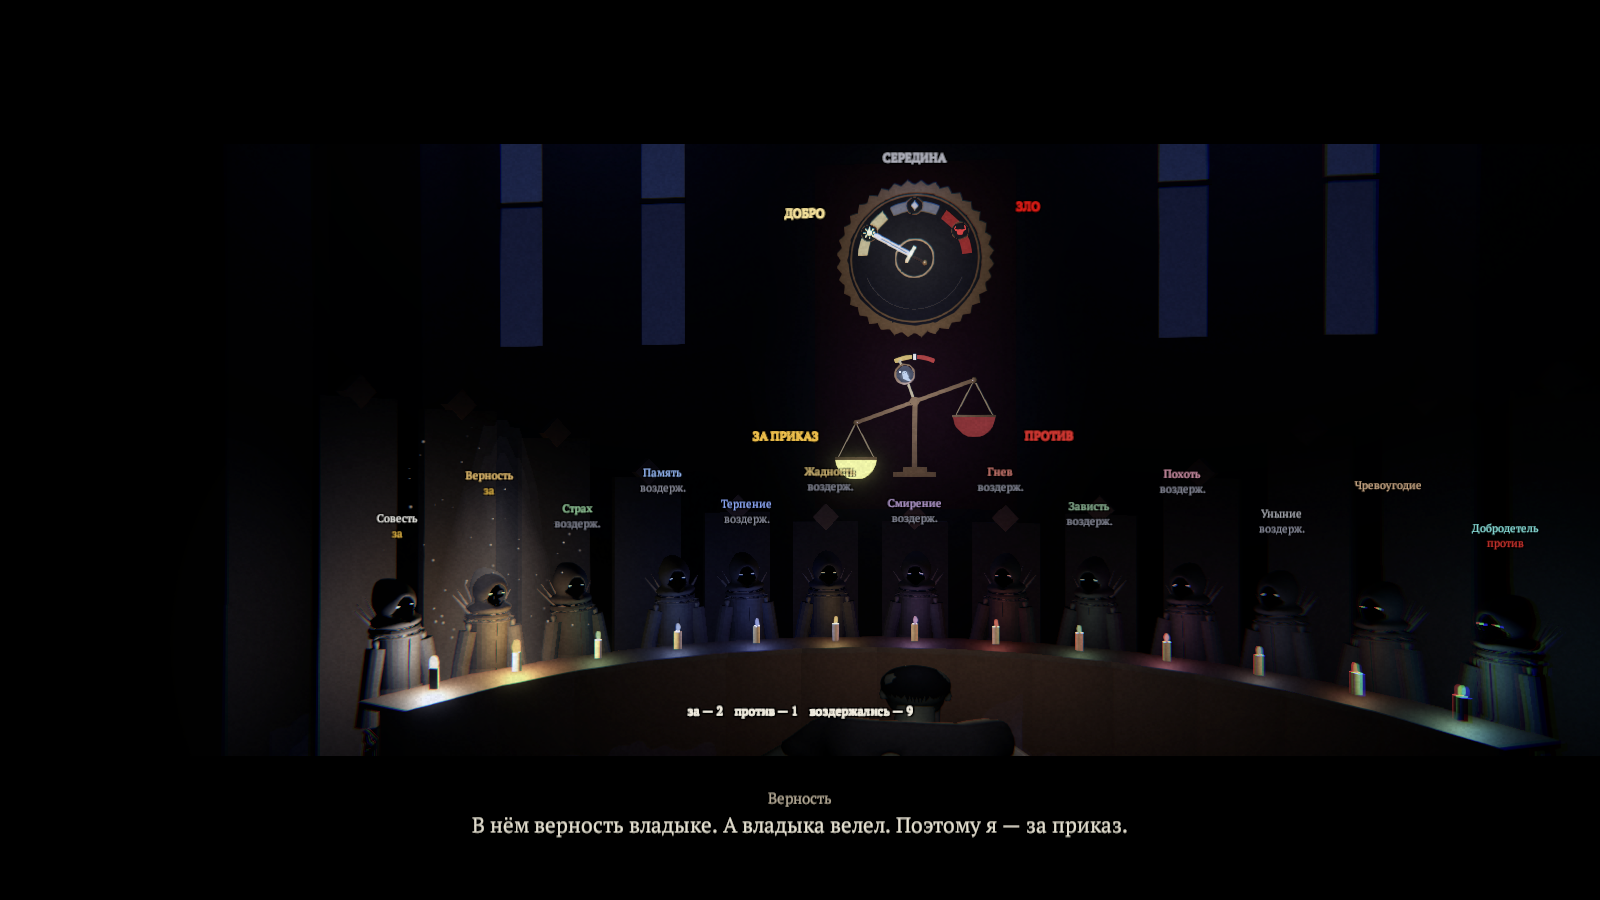 СЕРЕДИНА
ДОБРО
ЗЛО
ЗА ПРИКАЗ
ПРОТИВ
Совесть
за
Верность
за
Страх
воздерж.
Память
воздерж.
Терпение
воздерж.
Жадность
воздерж.
Смирение
воздерж.
Гнев
воздерж.
Зависть
воздерж.
Похоть
воздерж.
Уныние
воздерж.
Чревоугодие
Добродетель
против
за — 2 против — 1 воздержались — 9
Верность
В нём верность владыке. А владыка велел. Поэтому я — за приказ.